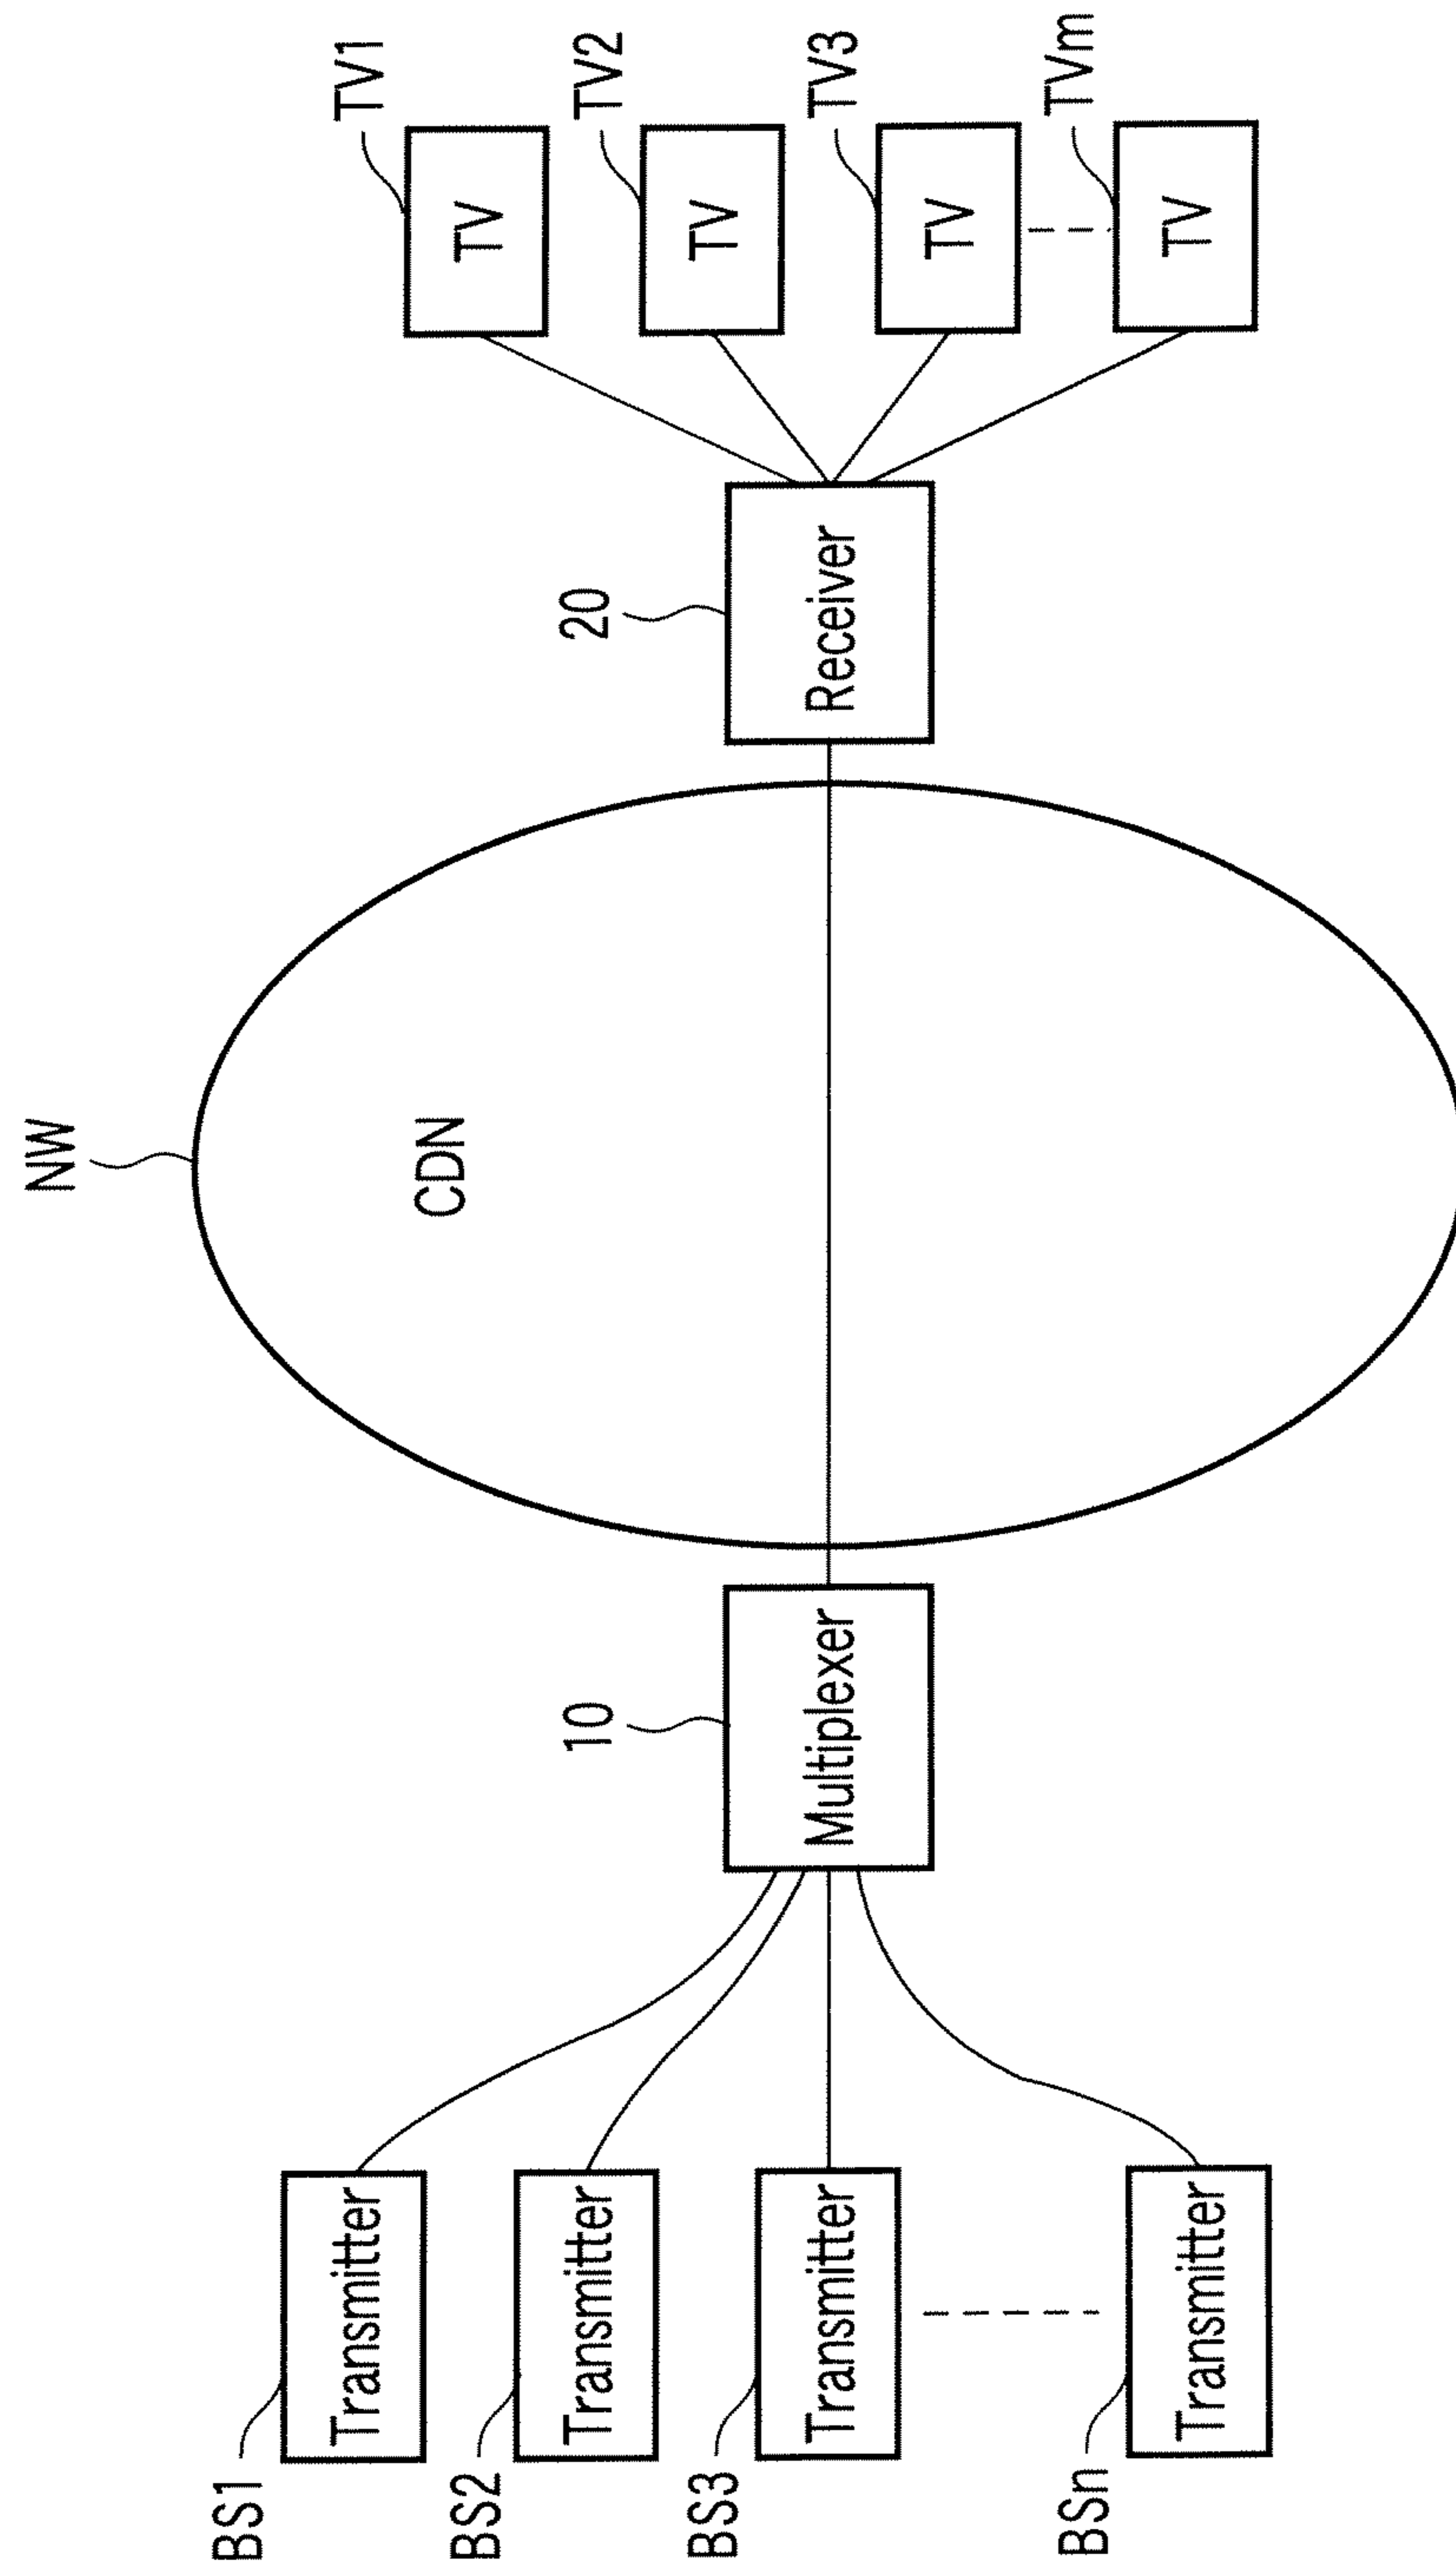 BS1
Transmitter
BS2
Transmitter
BS3
Transmitter
BSn
Transmitter
10
Multiplexer
NW
CDN
20
Receiver
TV1
TV
TV2
TV
TV3
TV
TVm
TV